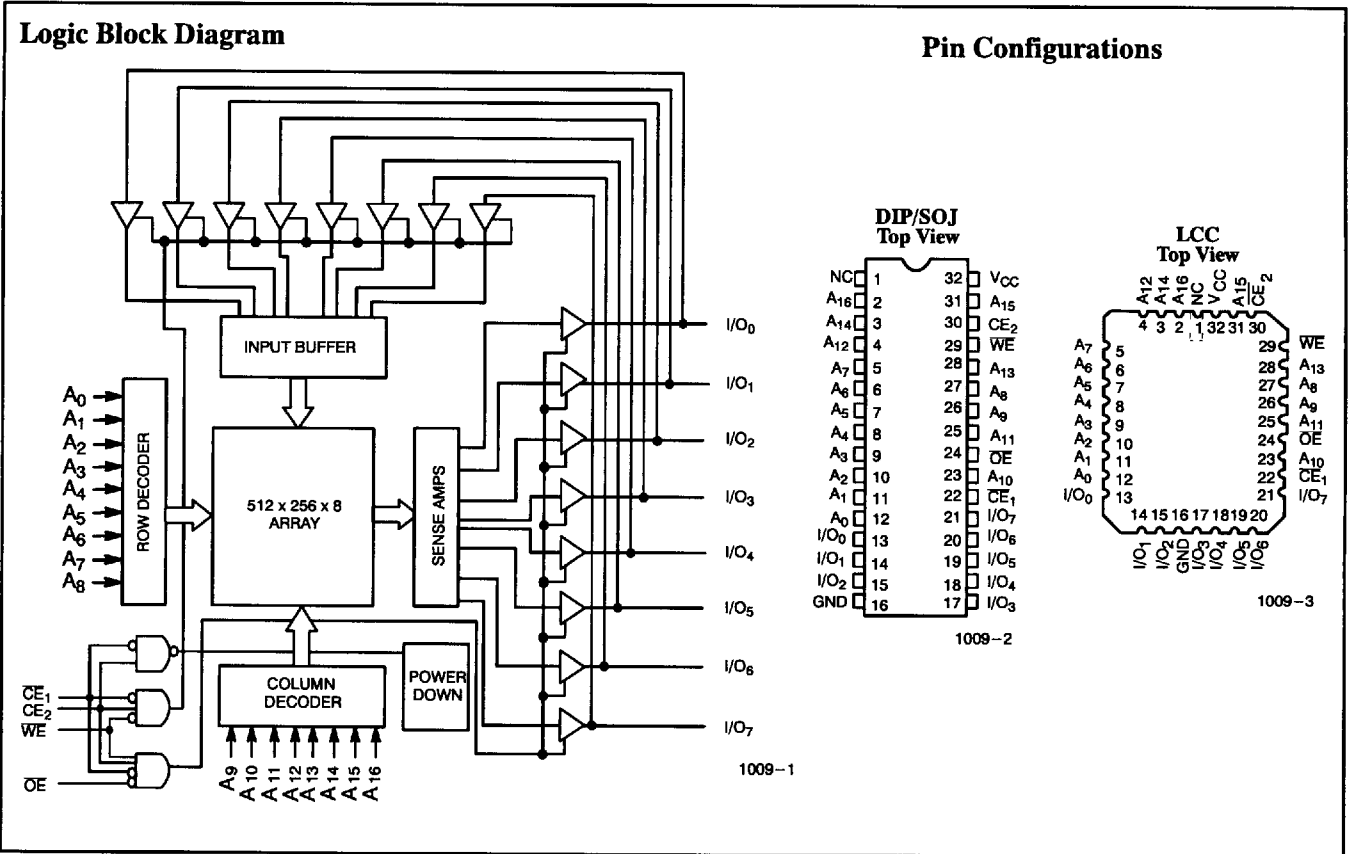 Logic Block Diagram
Pin Configurations
INPUT BUFFER
A0
A1
A2
A3
A4
A5
A6
A7
A8
ROW DECODER
512 x 256 x 8
ARRAY
SENSE AMPS
COLUMN
DECODER
POWER
DOWN
CE1
CE2
WE
OE
A9 A10 A11 A12 A13 A14 A15 A16
I/O0
I/O1
I/O2
I/O3
I/O4
I/O5
I/O6
I/O7
1009-1
DIP/SOJ
Top View
NC 1 32 VCC
A16 2 31 A15
A14 3 30 CE2
A12 4 29 WE
A7 5 28 A13
A6 6 27 A8
A5 7 26 A9
A4 8 25 A11
A3 9 24 OE
A2 10 23 A10
A1 11 22 CE1
A0 12 21 I/O7
I/O0 13 20 I/O6
I/O1 14 19 I/O5
I/O2 15 18 I/O4
GND 16 17 I/O3
1009-2
LCC
Top View
A12 A14 A16 NC VCC A15 CE2
4 3 2 1 32 31 30
29 WE
A7 5 28 A13
A6 6 27 A8
A5 7 26 A9
A4 8 25 A11
A3 9 24 OE
A2 10 23 A10
A1 11 22 CE1
A0 12 21 I/O7
I/O0 13
14 15 16 17 18 19 20
I/O1 I/O2 GND I/O3 I/O4 I/O5 I/O6
1009-3